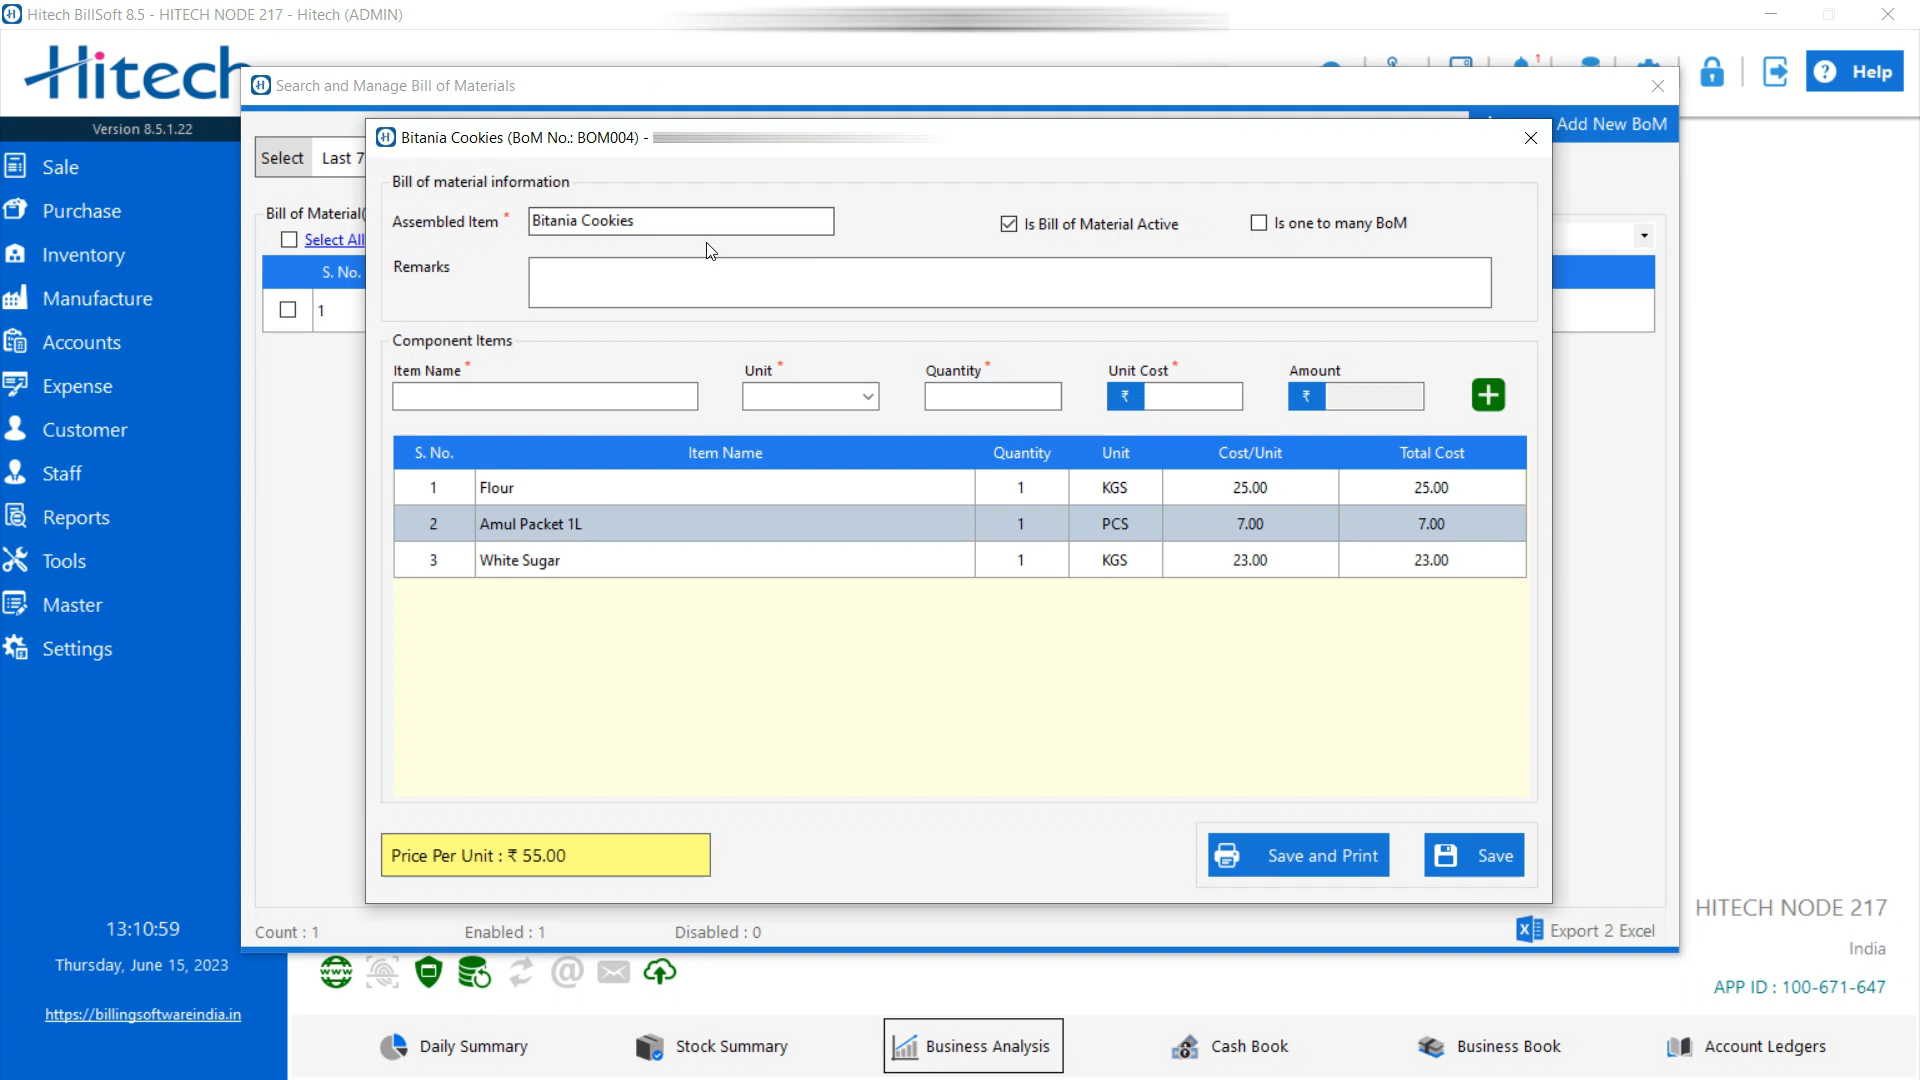 Hitech BillSoft 8.5 - HITECH NODE 217 - Hitech (ADMIN)
Hitech
1
Help
Version 8.5.1.22
Search and Manage Bill of Materials
Add New BoM
Select
Last 7
Bitania Cookies (BoM No.: BOM004) -
Sale
Purchase
Inventory
Manufacture
Accounts
Expense
Customer
Staff
Reports
Tools
Master
Settings
Bill of Material(
Select All
S. No.
1
Bill of material information
Assembled Item *
Bitania Cookies
Is Bill of Material Active
Is one to many BoM
Remarks
Component Items
Item Name *
Unit *
Quantity *
Unit Cost *
Amount
₹
₹
S. No. Item Name Quantity Unit Cost/Unit Total Cost
1 Flour 1 KGS 25.00 25.00
2 Amul Packet 1L 1 PCS 7.00 7.00
3 White Sugar 1 KGS 23.00 23.00
Price Per Unit : ₹ 55.00
Save and Print
Save
Count : 1
Enabled : 1
Disabled : 0
Export 2 Excel
13:10:59
Thursday, June 15, 2023
https://billingsoftwareindia.in
HITECH NODE 217
India
APP ID : 100-671-647
www
@
Daily Summary
Stock Summary
Business Analysis
Cash Book
Business Book
Account Ledgers